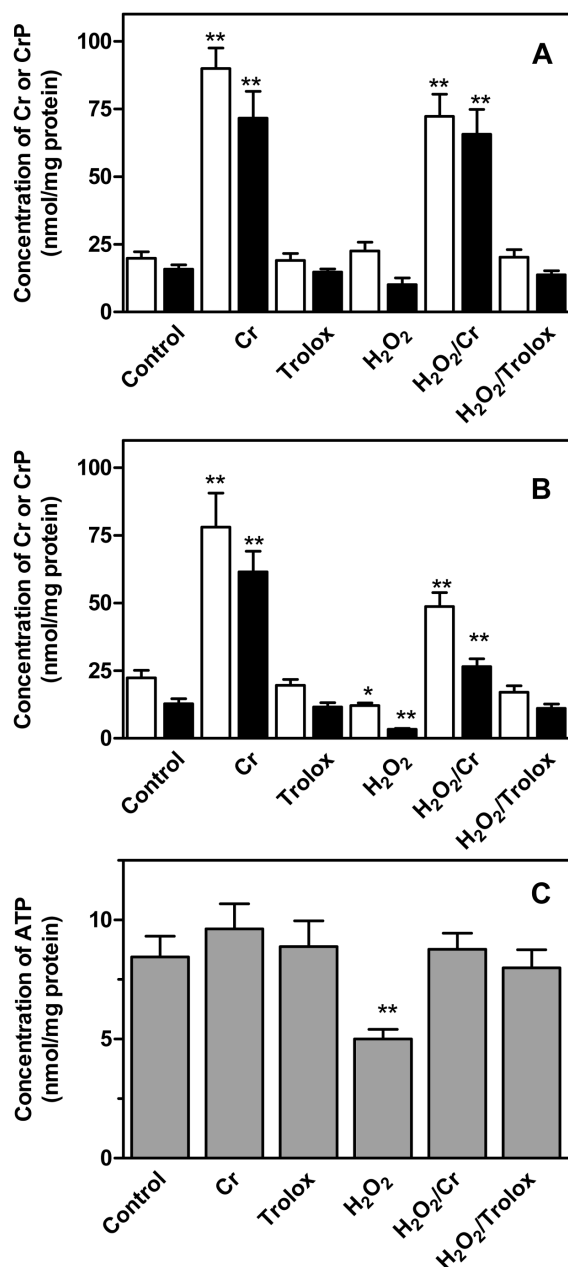 Concentration of Cr or CrP
(nmol/mg protein)
A
100
75
50
25
0
**
**
**
**
Control
Cr
Trolox
H₂O₂
H₂O₂/Cr
H₂O₂/Trolox
Concentration of Cr or CrP
(nmol/mg protein)
B
100
75
50
25
0
**
**
*
**
**
**
Control
Cr
Trolox
H₂O₂
H₂O₂/Cr
H₂O₂/Trolox
Concentration of ATP
(nmol/mg protein)
C
10
5
0
**
Control
Cr
Trolox
H₂O₂
H₂O₂/Cr
H₂O₂/Trolox